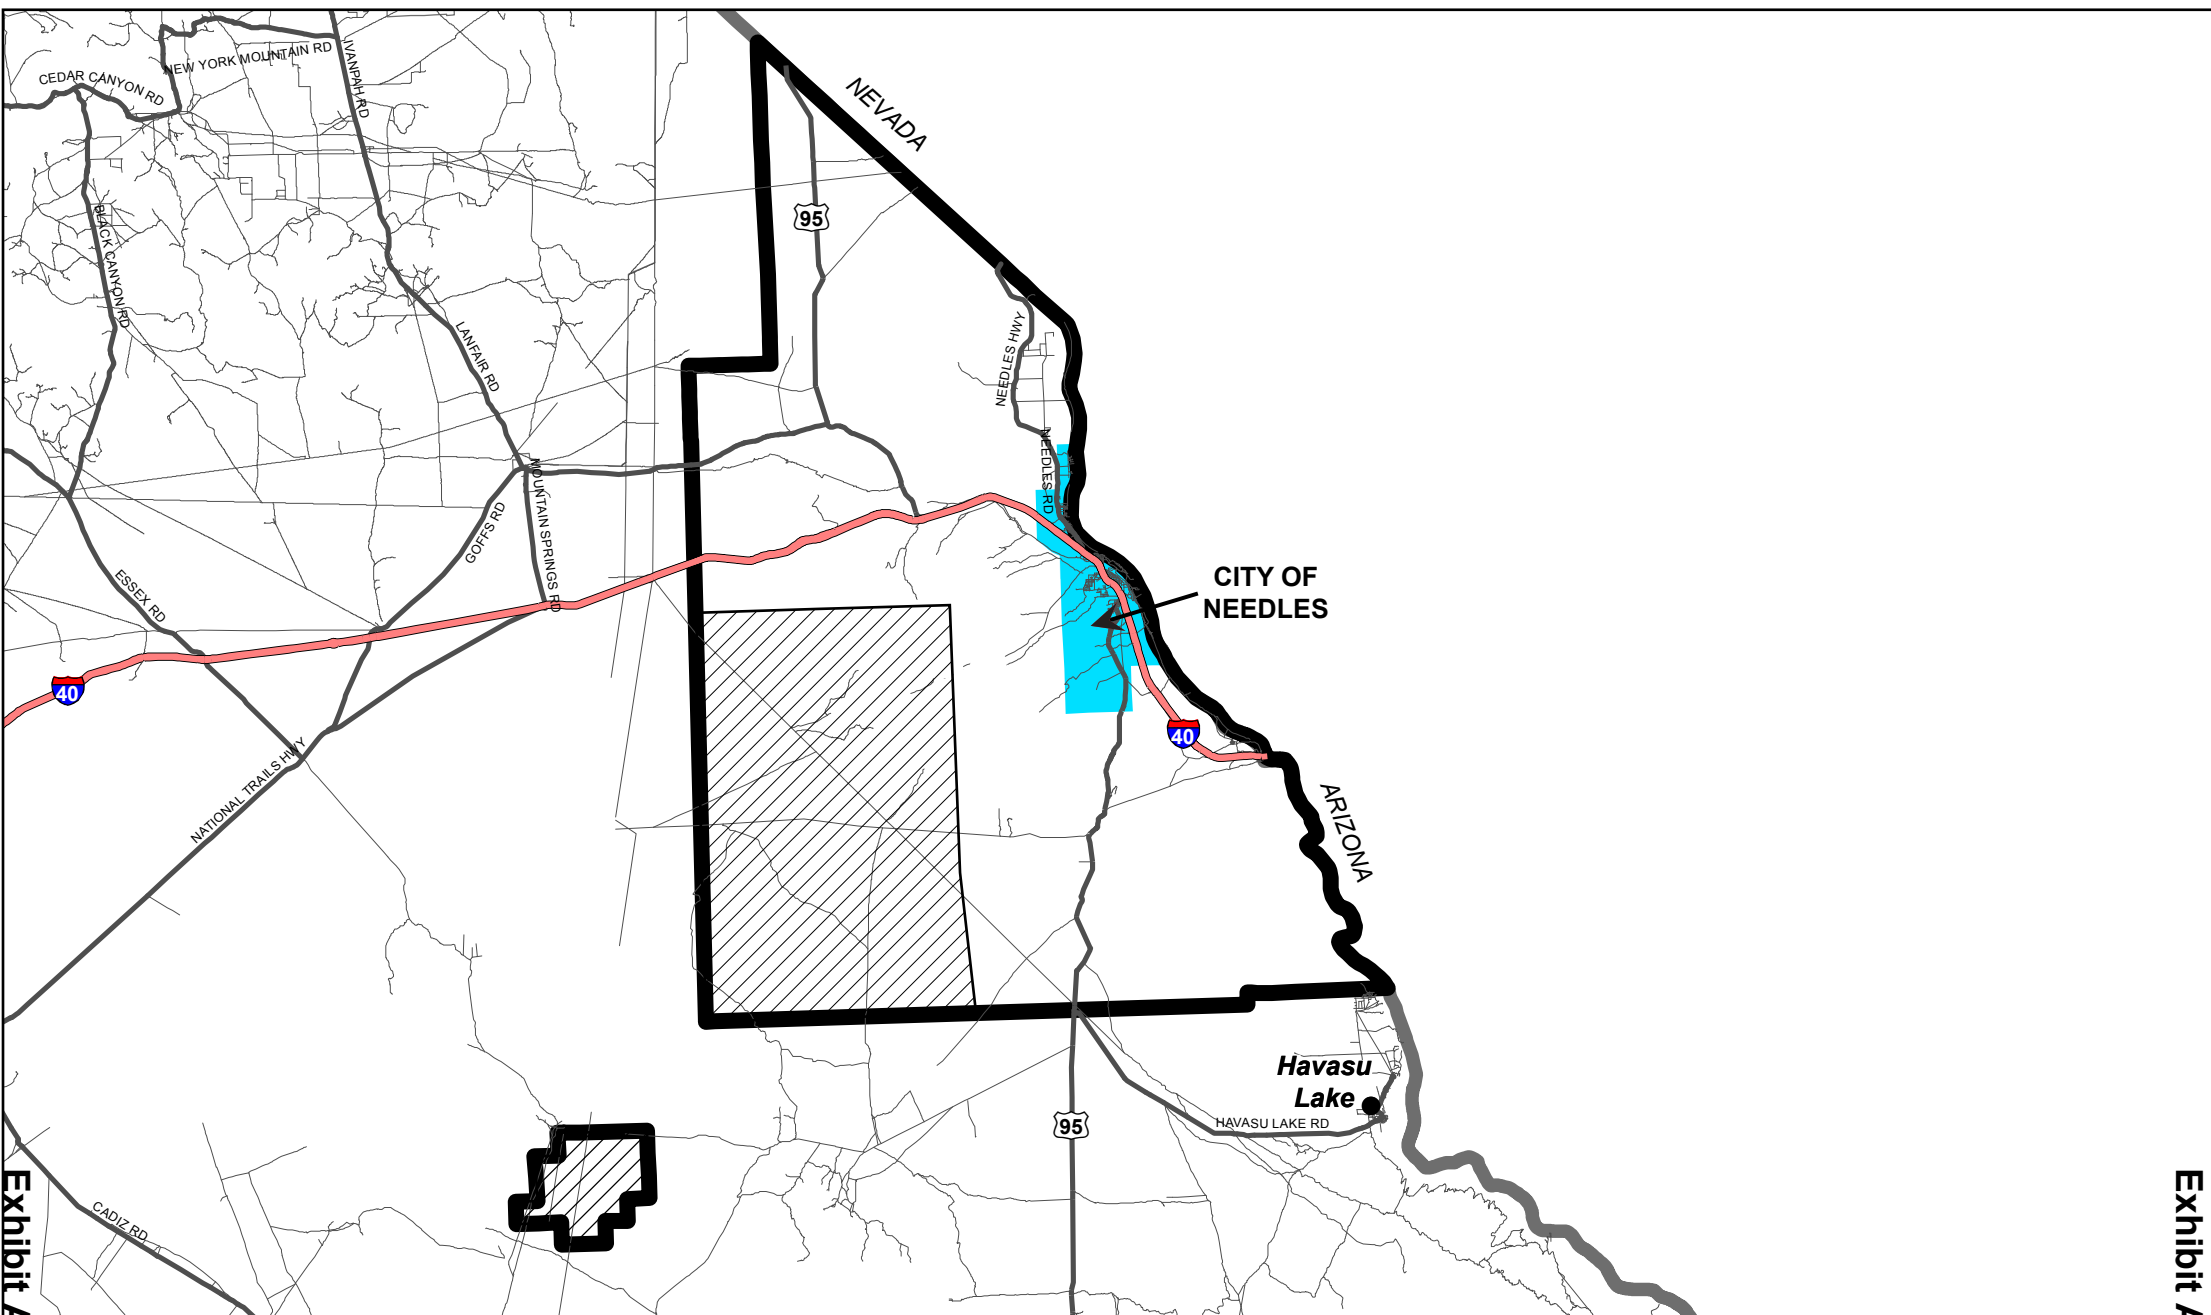 NEW YORK MOUNTAIN RD
CEDAR CANYON RD
IVANPAH RD
NEVADA
95
BLACK CANYON RD
LANFAIR RD
NEEDLES HWY
NEEDLES RD
MOUNTAIN SPRINGS RD
GOFFS RD
ESSEX RD
CITY OF
NEEDLES
40
40
NATIONAL TRAILS HWY
ARIZONA
Havasu
Lake
95
HAVASU LAKE RD
CADIZ RD
Exhibit A
Exhibit A